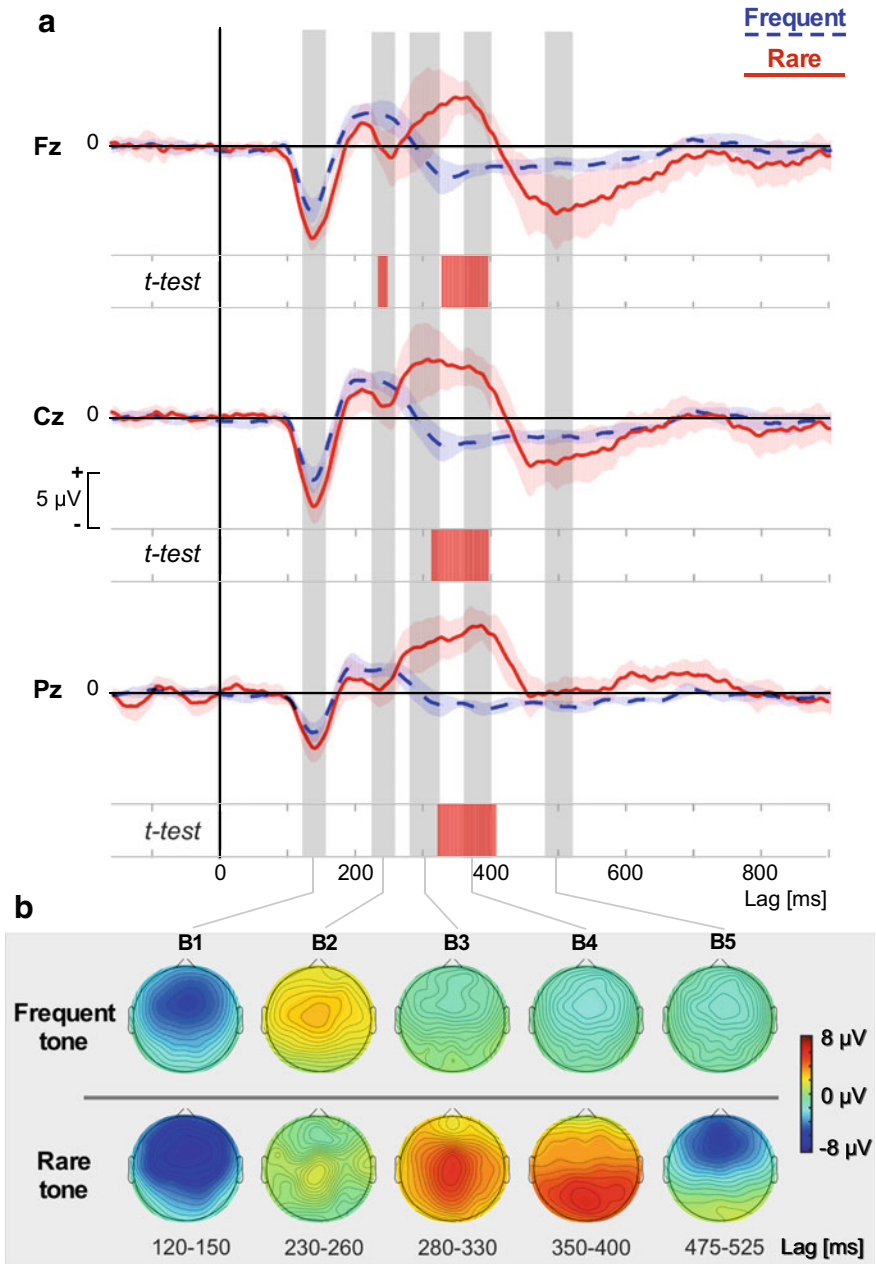 a
Frequent
Rare
Fz
0
t-test
Cz
0
+
5 µV
-
t-test
Pz
0
t-test
0 200 400 600 800
Lag [ms]
b
B1 B2 B3 B4 B5
Frequent
tone
8 µV
0 µV
-8 µV
Rare
tone
120-150 230-260 280-330 350-400 475-525 Lag [ms]